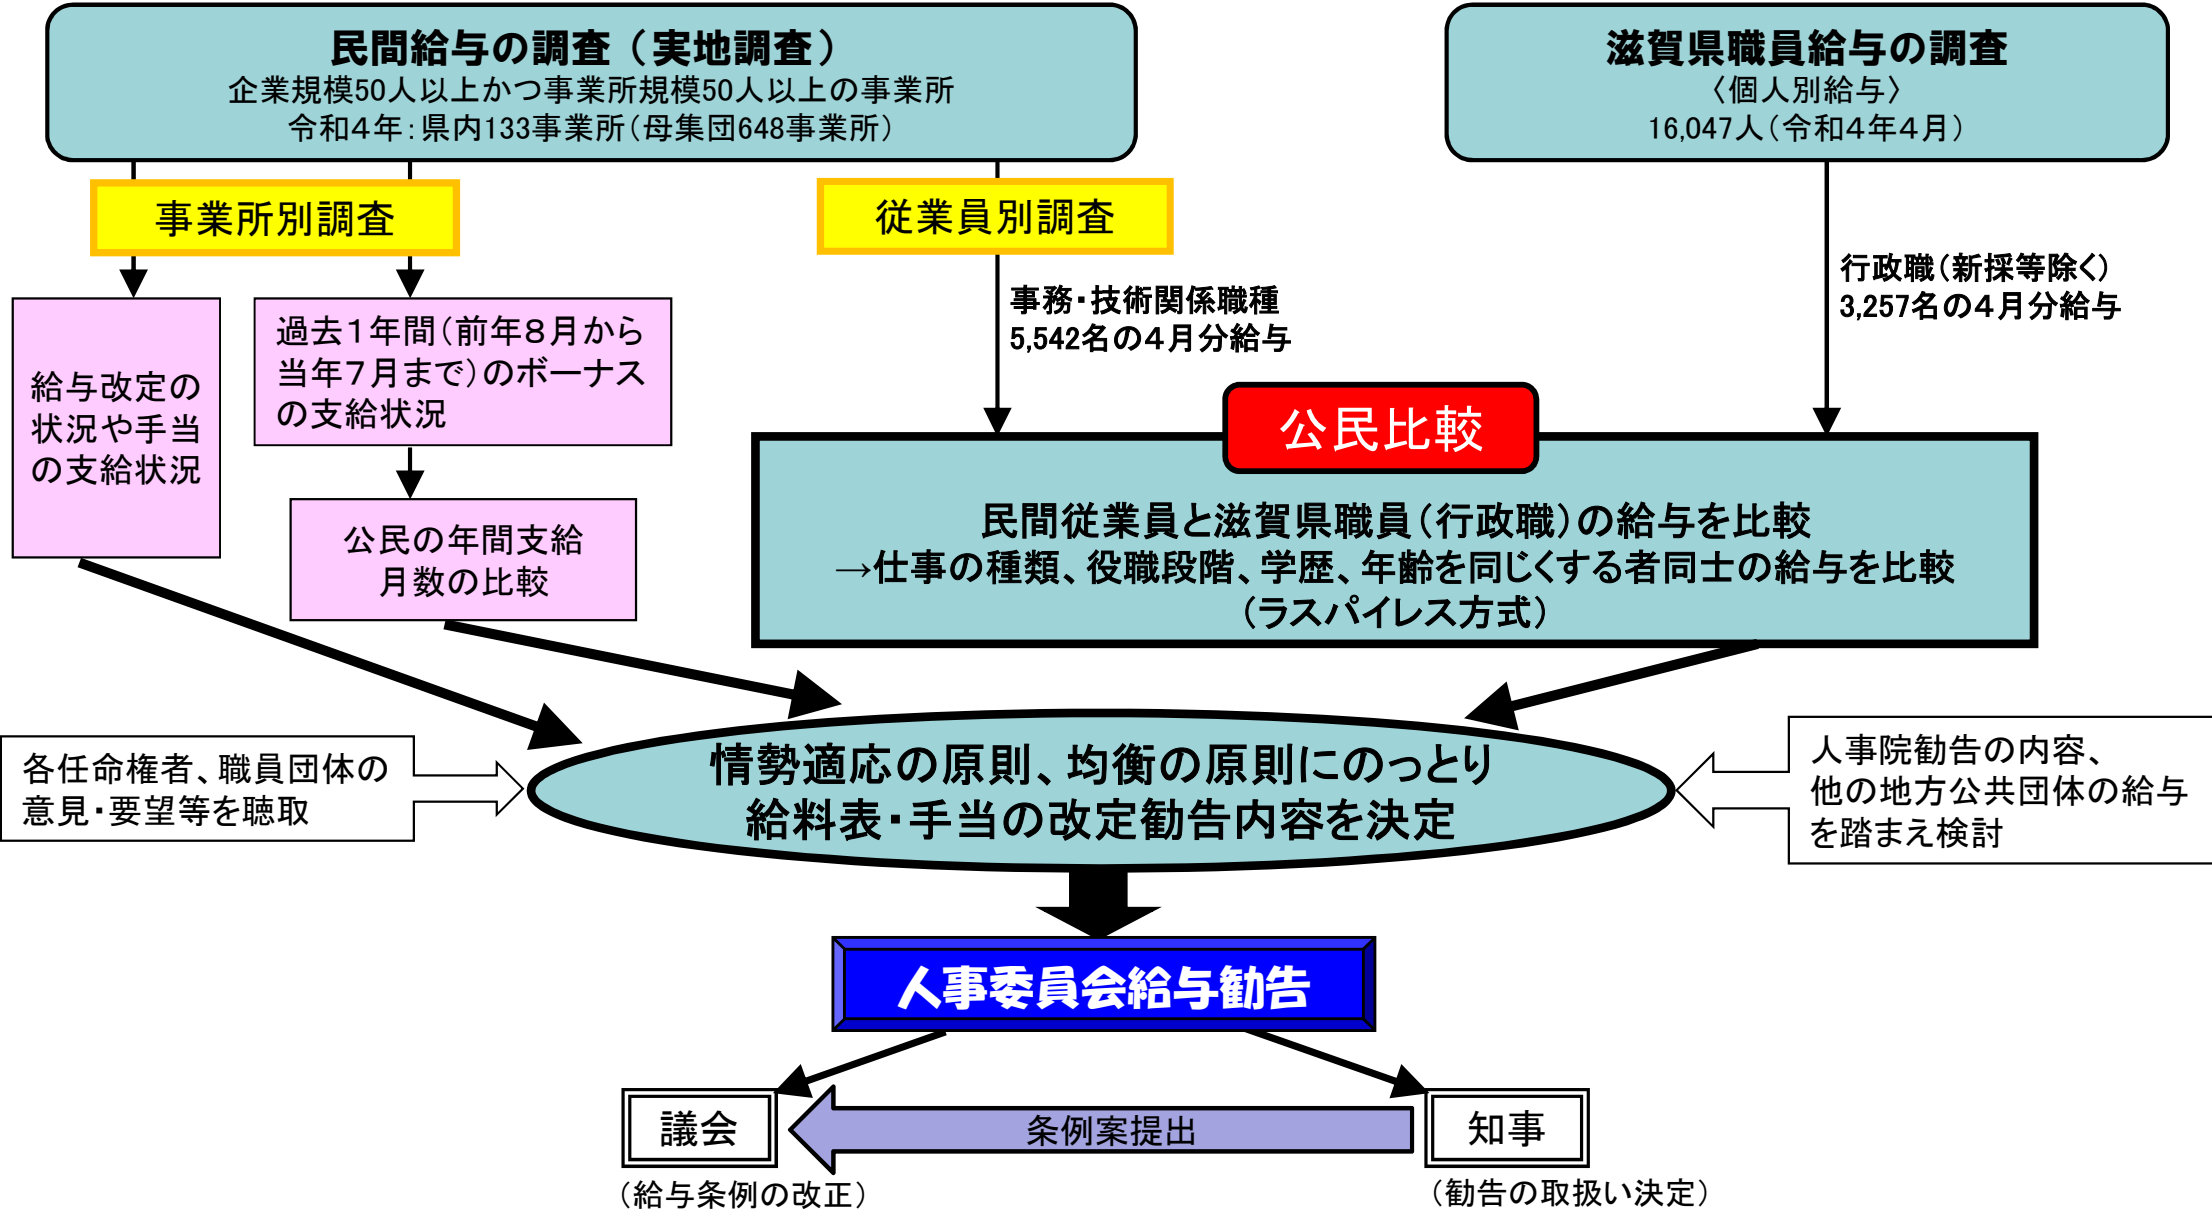 民間給与の調査（実地調査）
企業規模50人以上かつ事業所規模50人以上の事業所
令和４年：県内133事業所（母集団648事業所）
滋賀県職員給与の調査
〈個人別給与〉
16,047人（令和４年４月）
事業所別調査
従業員別調査
事務・技術関係職種
5,542名の４月分給与
行政職（新採等除く）
3,257名の４月分給与
給与改定の
状況や手当
の支給状況
過去１年間（前年８月から
当年７月まで）のボーナス
の支給状況
公民の年間支給
月数の比較
公民比較
民間従業員と滋賀県職員（行政職）の給与を比較
→仕事の種類、役職段階、学歴、年齢を同じくする者同士の給与を比較
（ラスパイレス方式）
各任命権者、職員団体の
意見・要望等を聴取
情勢適応の原則、均衡の原則にのっとり
給料表・手当の改定勧告内容を決定
人事院勧告の内容、
他の地方公共団体の給与
を踏まえ検討
人事委員会給与勧告
議会
条例案提出
知事
（給与条例の改正）
（勧告の取扱い決定）